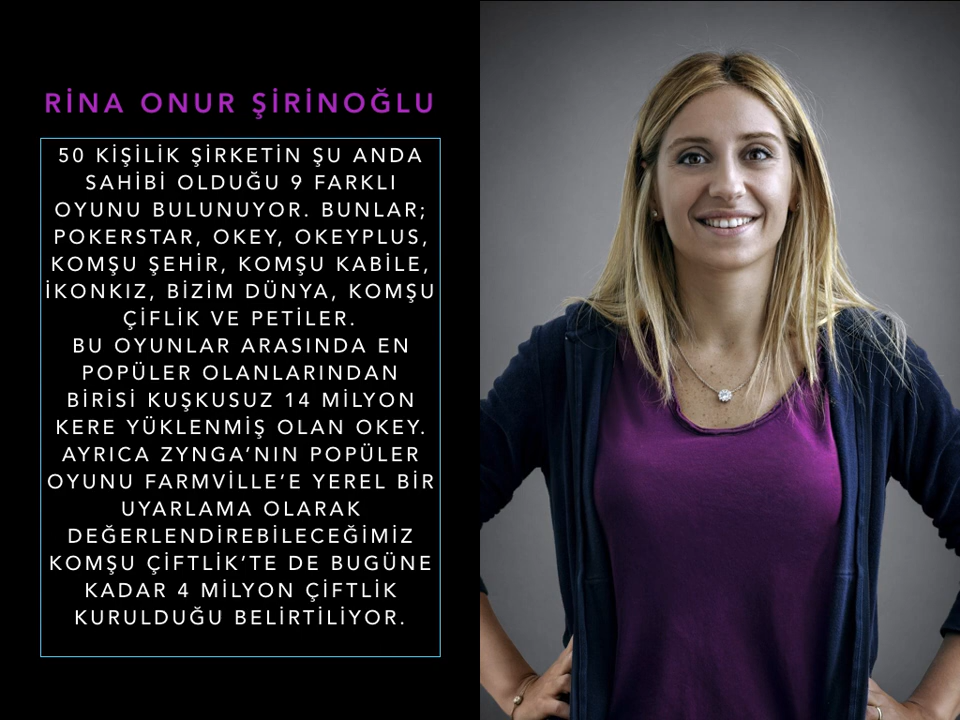 RİNA ONUR ŞİRİNOĞLU
50 KİŞİLİK ŞİRKETİN ŞU ANDA
SAHİBİ OLDUĞU 9 FARKLI
OYUNU BULUNUYOR. BUNLAR;
POKERSTAR, OKEY, OKEYPLUS,
KOMŞU ŞEHİR, KOMŞU KABİLE,
İKONKIZ, BİZİM DÜNYA, KOMŞU
ÇİFLİK VE PETİLER.
BU OYUNLAR ARASINDA EN
POPÜLER OLANLARINDAN
BİRİSİ KUŞKUSUZ 14 MİLYON
KERE YÜKLENMİŞ OLAN OKEY.
AYRICA ZYNGA’NIN POPÜLER
OYUNU FARMVİLLE’E YEREL BİR
UYARLAMA OLARAK
DEĞERLENDİREBİLECEĞİMİZ
KOMŞU ÇİFTLİK’TE DE BUGÜNE
KADAR 4 MİLYON ÇİFTLİK
KURULDUĞU BELİRTİLİYOR.